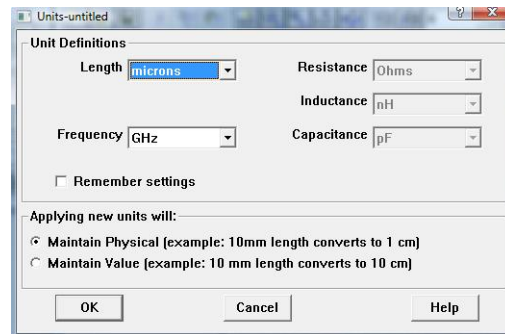 Units-untitled
Unit Definitions
Length microns Resistance Ohms
Inductance nH
Frequency GHz Capacitance pF
Remember settings
Applying new units will:
Maintain Physical (example: 10mm length converts to 1 cm)
Maintain Value (example: 10 mm length converts to 10 cm)
OK Cancel Help